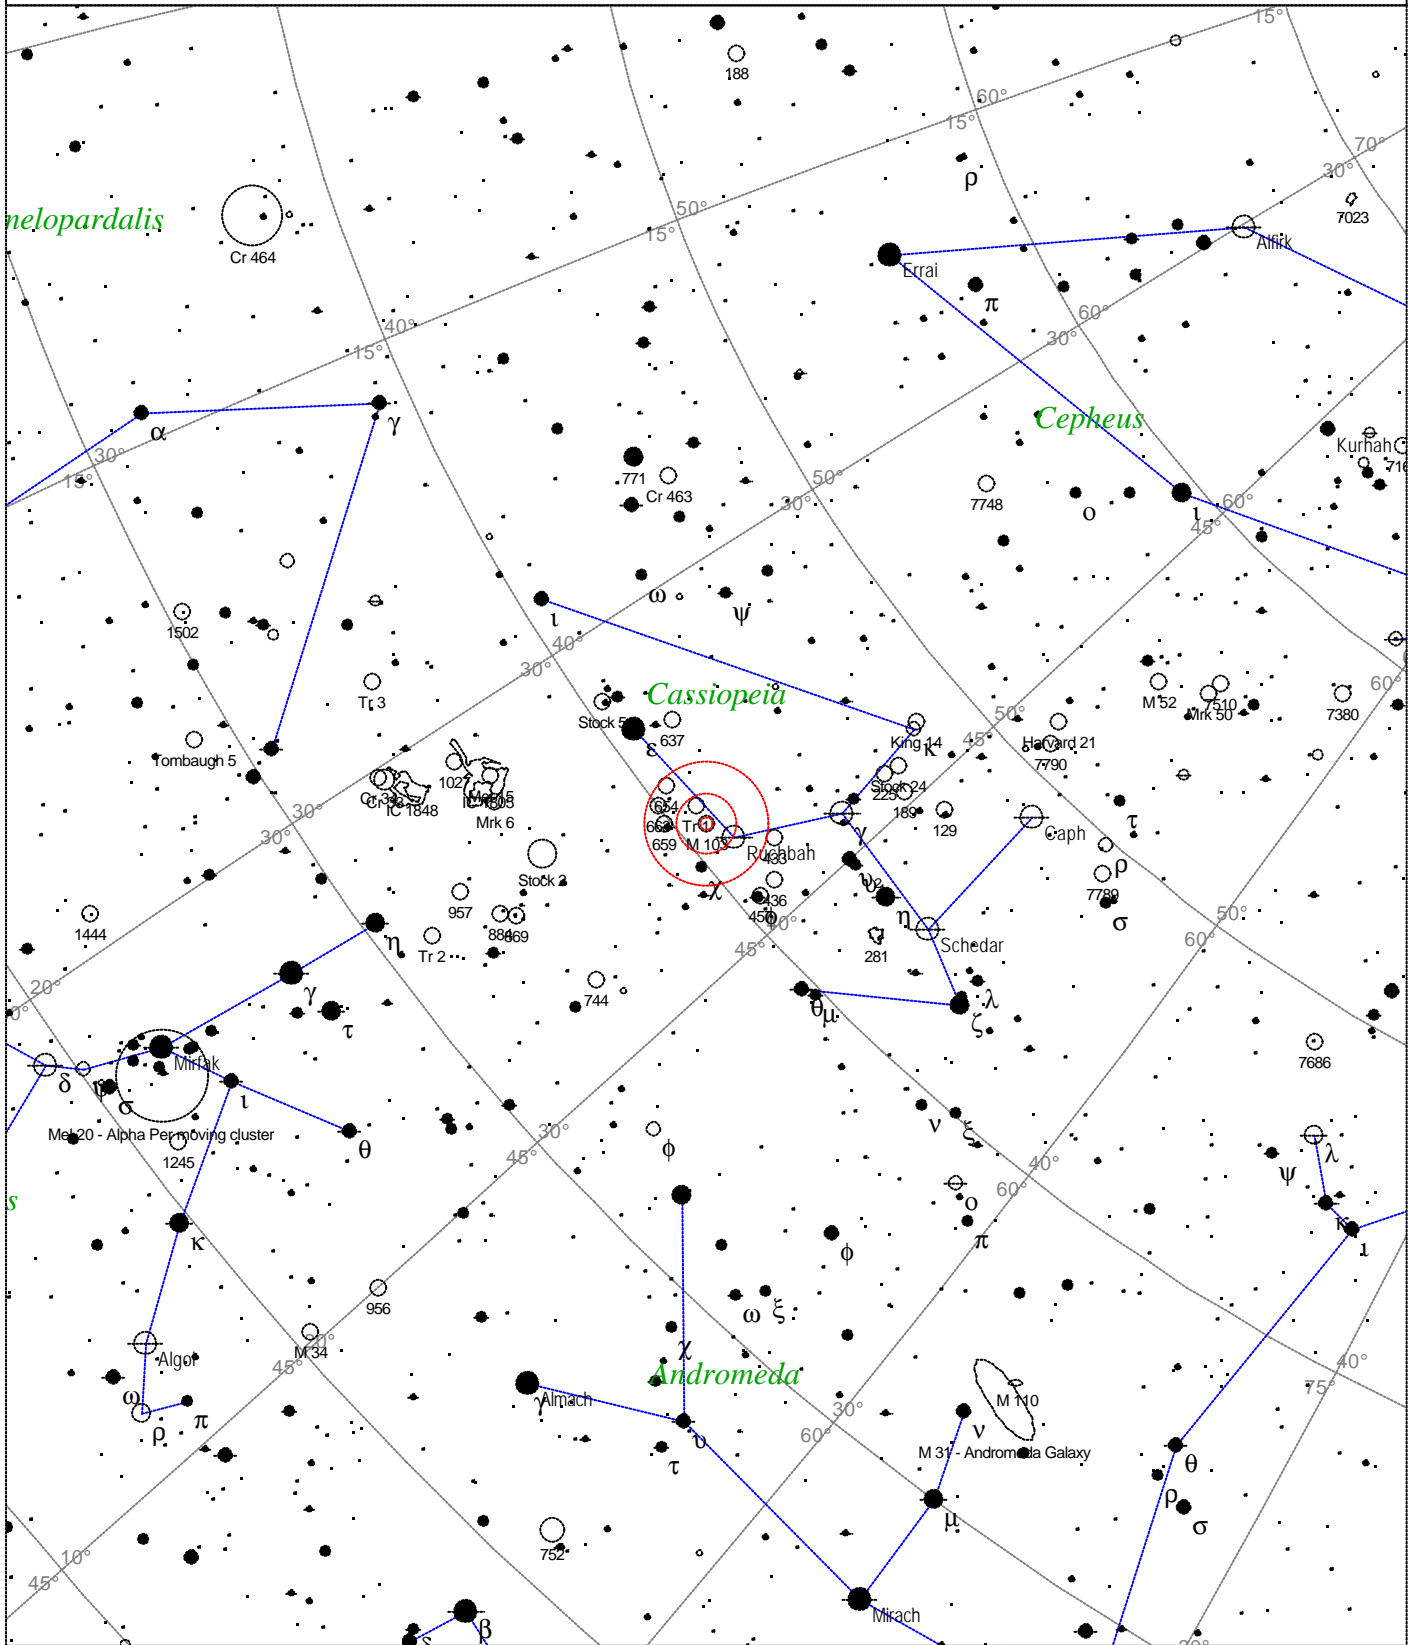 15°
188
60°
15°
70°
30°
ρ
50°
15°
7023
nelopardalis
Cr 464
Alfirk
Errai
π
60°
30°
40°
15°
α
γ
Cepheus
Kurhah
30°
15°
771
Cr 463
50°
30°
7748
ο
ι
60°
45°
716
ω
ψ
ι
1502
40°
30°
Cassiopeia
Tr 3
Stock 5
637
ε
King 14
κ
50°
45°
M 52
7510
Mrk 50
7380
60°
Harvard 21
7790
Tombaugh 5
1027
Mel 15
IC 1805
IC 1848
Mrk 6
Stock 24
225
189
129
654
663
659
Tr 1
M 103
Ruchbah
433
γ
Caph
τ
ρ
7789
σ
30°
30°
Stock 2
λ
436
457
φ
υ2
υ
η
40°
45°
Schedar
281
50°
60°
1444
957
884
869
Tr 2
η
20°
0°
γ
τ
744
θ
μ
λ
ζ
7686
Mirfak
δ
ψ
σ
ι
Mel 20 - Alpha Per moving cluster
1245
θ
30°
45°
φ
ν
ξ
40°
60°
ο
π
ψ
λ
κ
ι
s
κ
φ
956
ω
ξ
M 34
30°
45°
Algol
χ
Andromeda
40°
75°
ω
ρ
π
Almach
γ
υ
τ
30°
60°
M 110
ν
M 31 - Andromeda Galaxy
θ
ρ
σ
μ
752
10°
45°
Mirach
β
δ